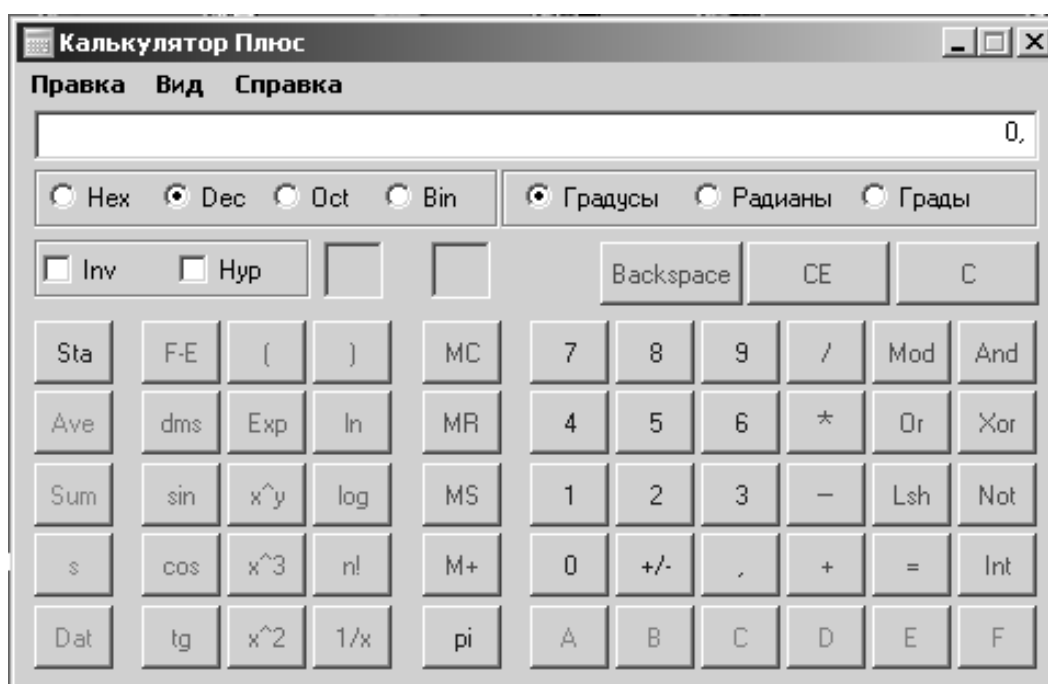 Калькулятор Плюс
Правка Вид Справка
0,
Hex Dec Oct Bin Градусы Радианы Грады
Inv Hyp Backspace CE C
Sta F-E ( ) MC 7 8 9 / Mod And
Ave dms Exp ln MR 4 5 6 * Or Xor
Sum sin x^y log MS 1 2 3 – Lsh Not
s cos x^3 n! M+ 0 +/- , + = Int
Dat tg x^2 1/x pi A B C D E F